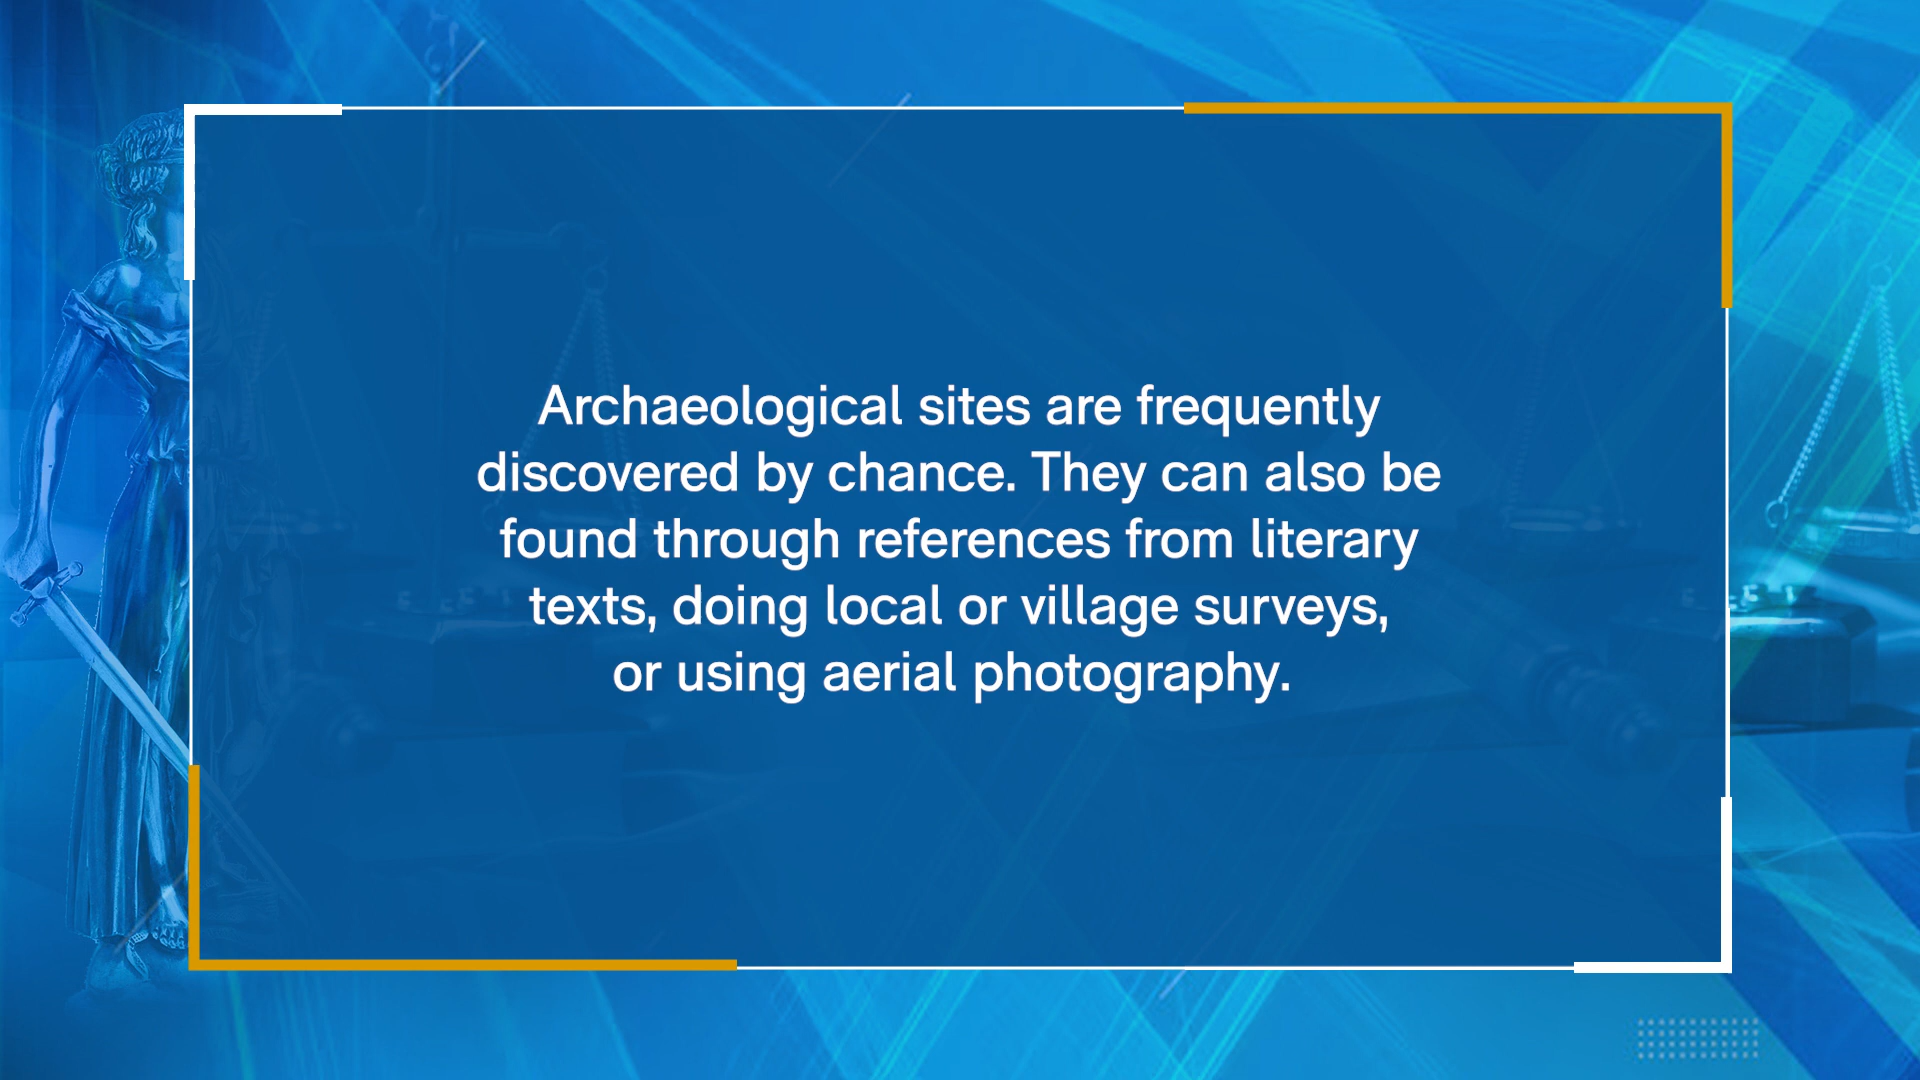 Archaeological sites are frequently
discovered by chance. They can also be
found through references from literary
texts, doing local or village surveys,
or using aerial photography.